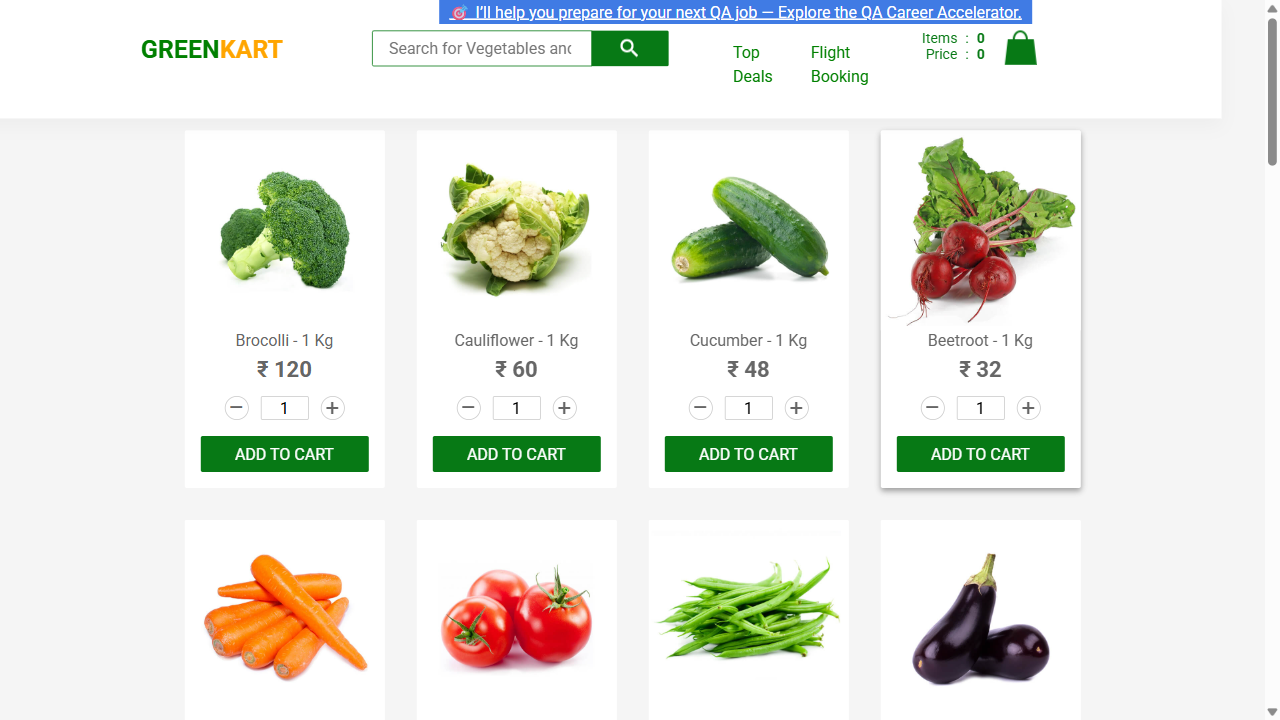 🎯 I'll help you prepare for your next QA job — Explore the QA Career Accelerator.
GREENKART
Search for Vegetables and
Top Deals
Flight Booking
Items : 0
Price : 0
Brocolli - 1 Kg
₹ 120
– 1 +
ADD TO CART
Cauliflower - 1 Kg
₹ 60
– 1 +
ADD TO CART
Cucumber - 1 Kg
₹ 48
– 1 +
ADD TO CART
Beetroot - 1 Kg
₹ 32
– 1 +
ADD TO CART